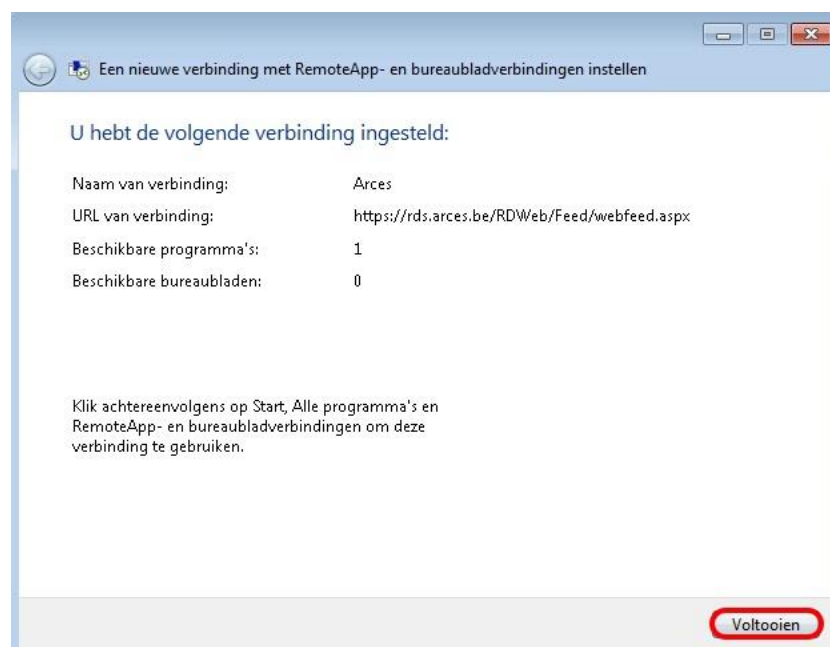 Een nieuwe verbinding met RemoteApp- en bureaubladverbindingen instellen
U hebt de volgende verbinding ingesteld:
Naam van verbinding: Arces
URL van verbinding: https://rds.arces.be/RDWeb/Feed/webfeed.aspx
Beschikbare programma's: 1
Beschikbare bureaubladen: 0
Klik achtereenvolgens op Start, Alle programma's en
RemoteApp- en bureaubladverbindingen om deze
verbinding te gebruiken.
Voltooien